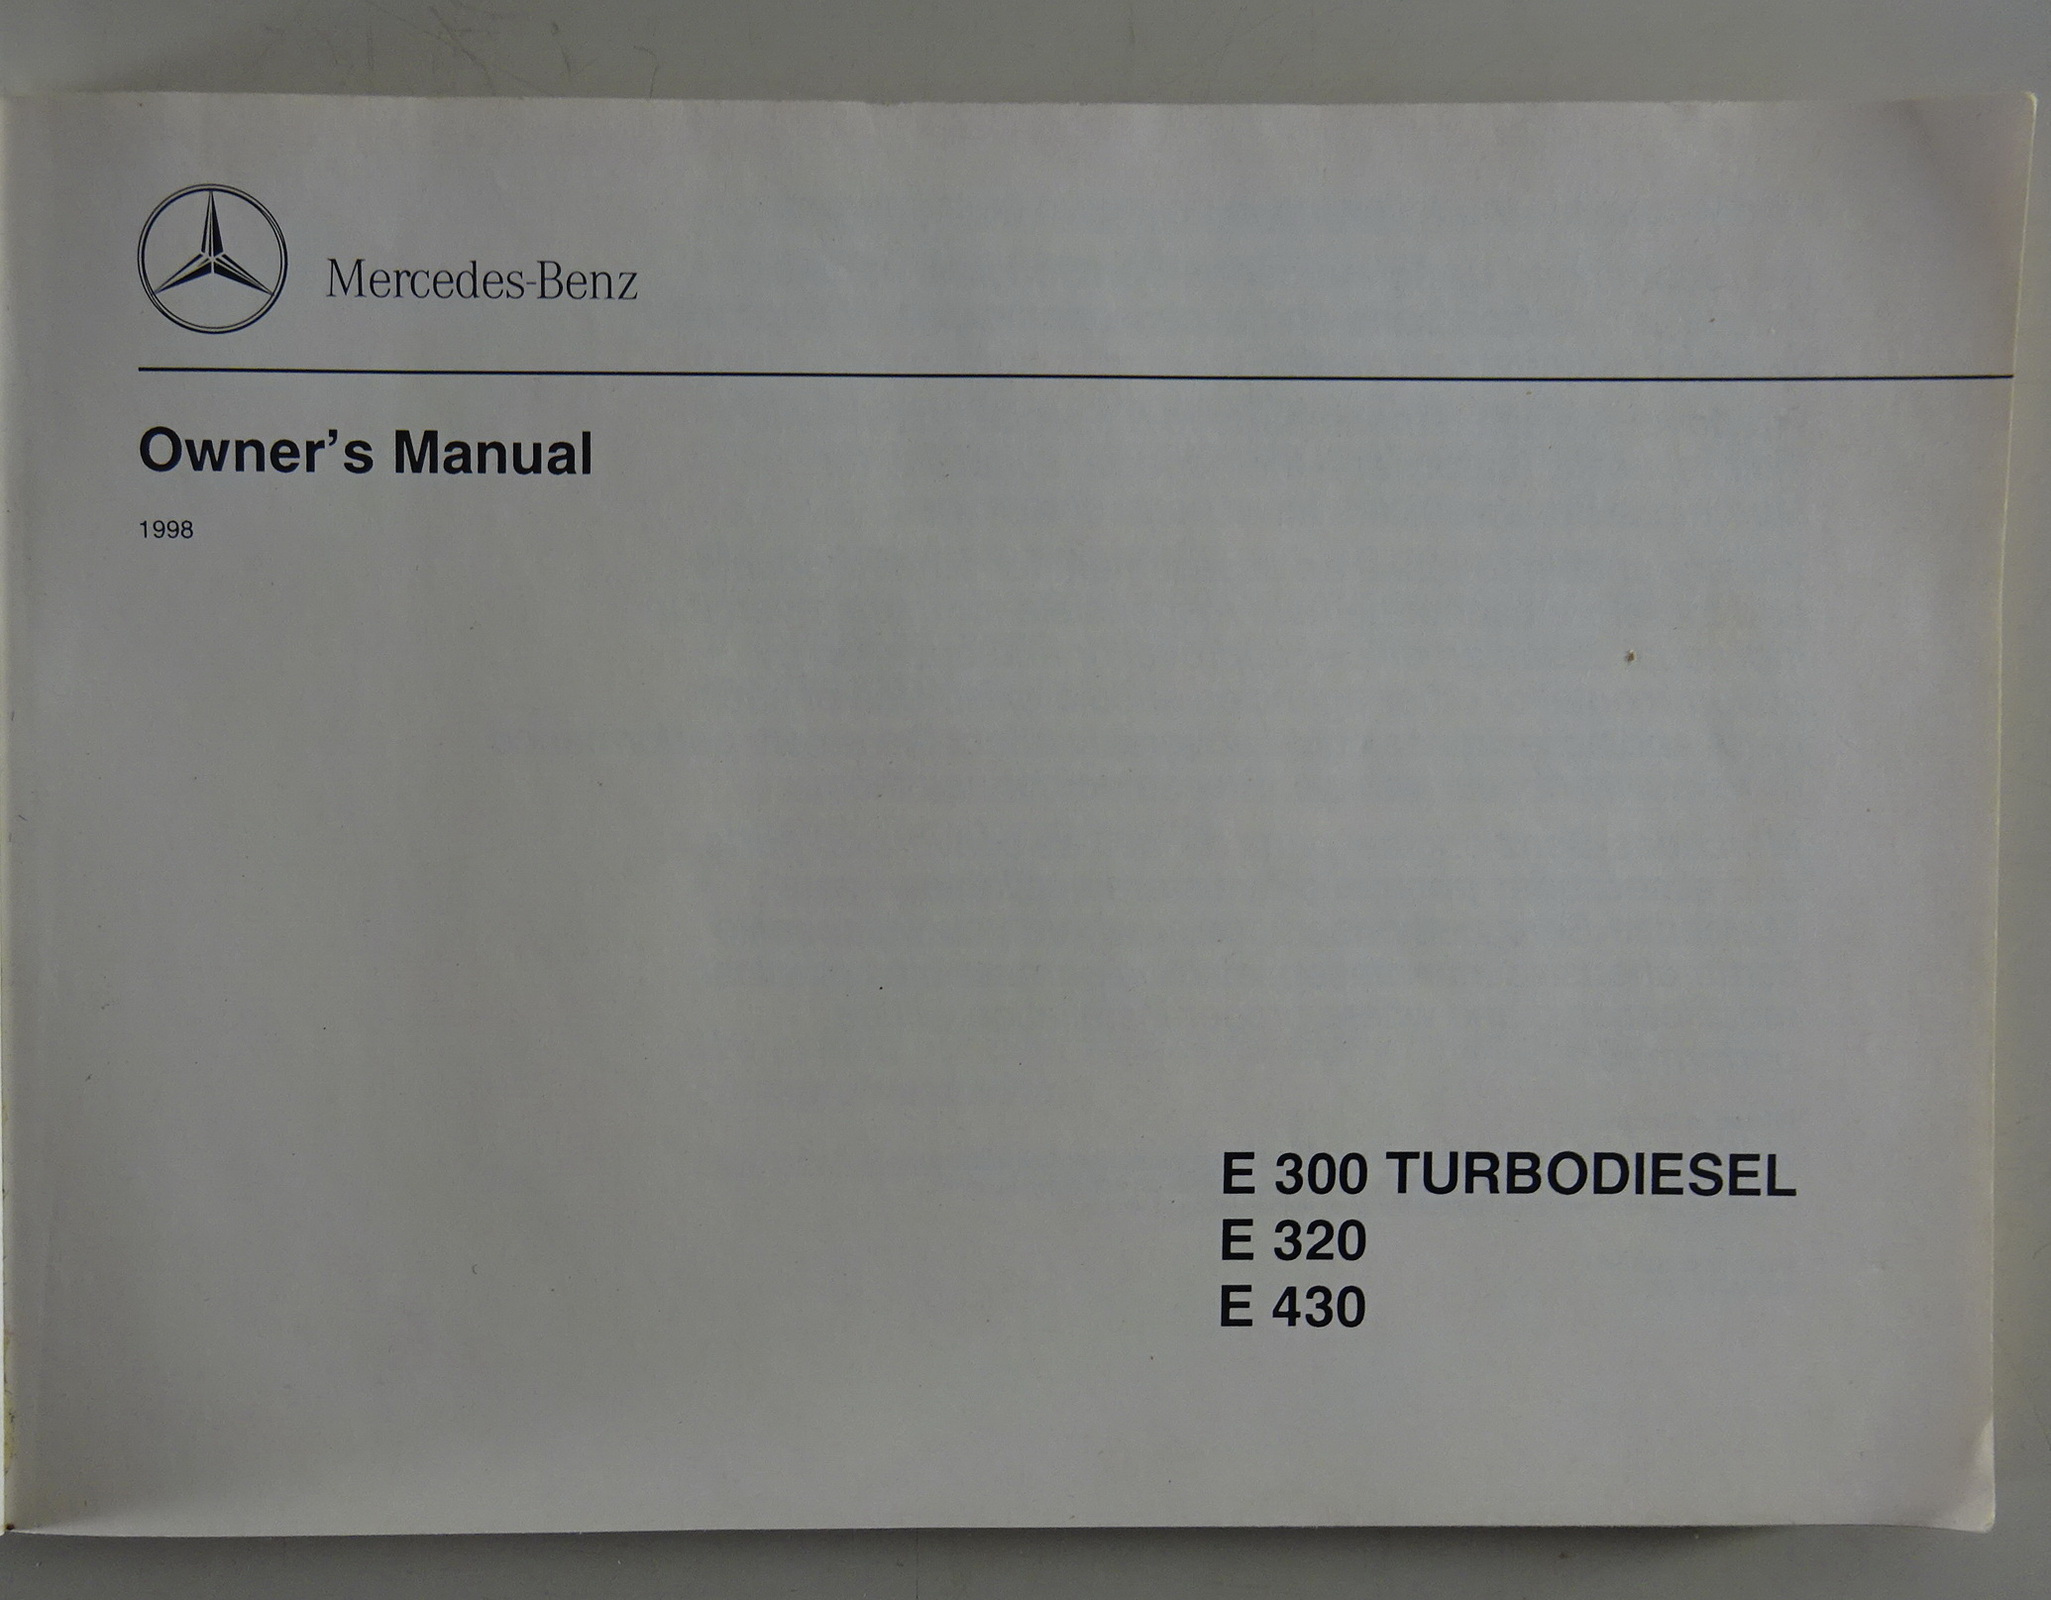 Mercedes-Benz
Owner's Manual
1998
E 300 TURBODIESEL
E 320
E 430